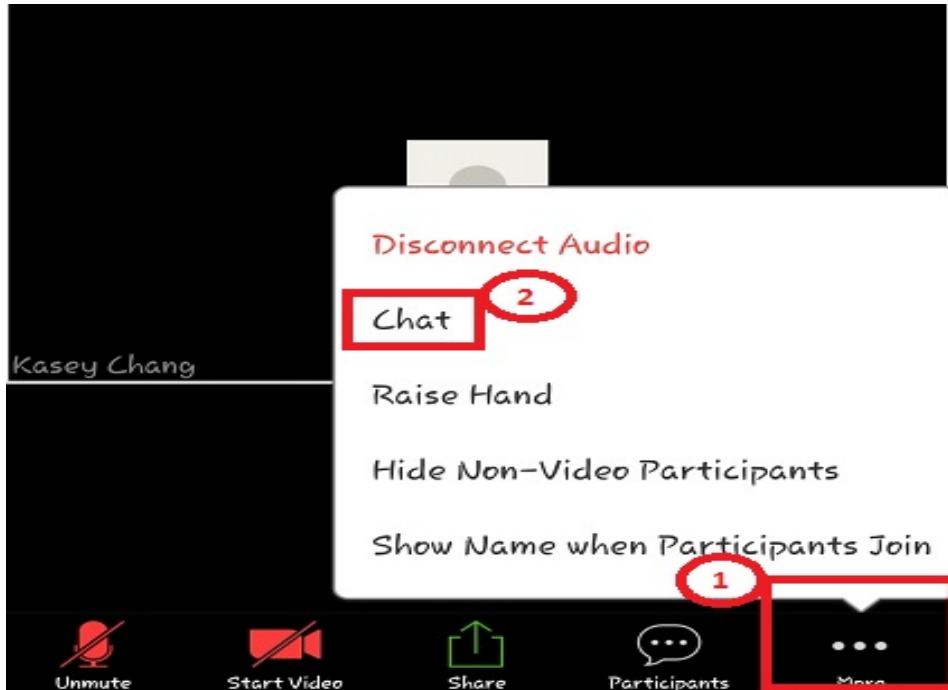 Disconnect Audio
2
Chat
Kasey Chang
Raise Hand
Hide Non-Video Participants
Show Name when Participants Join
1
Unmute
Start Video
Share
Participants
More